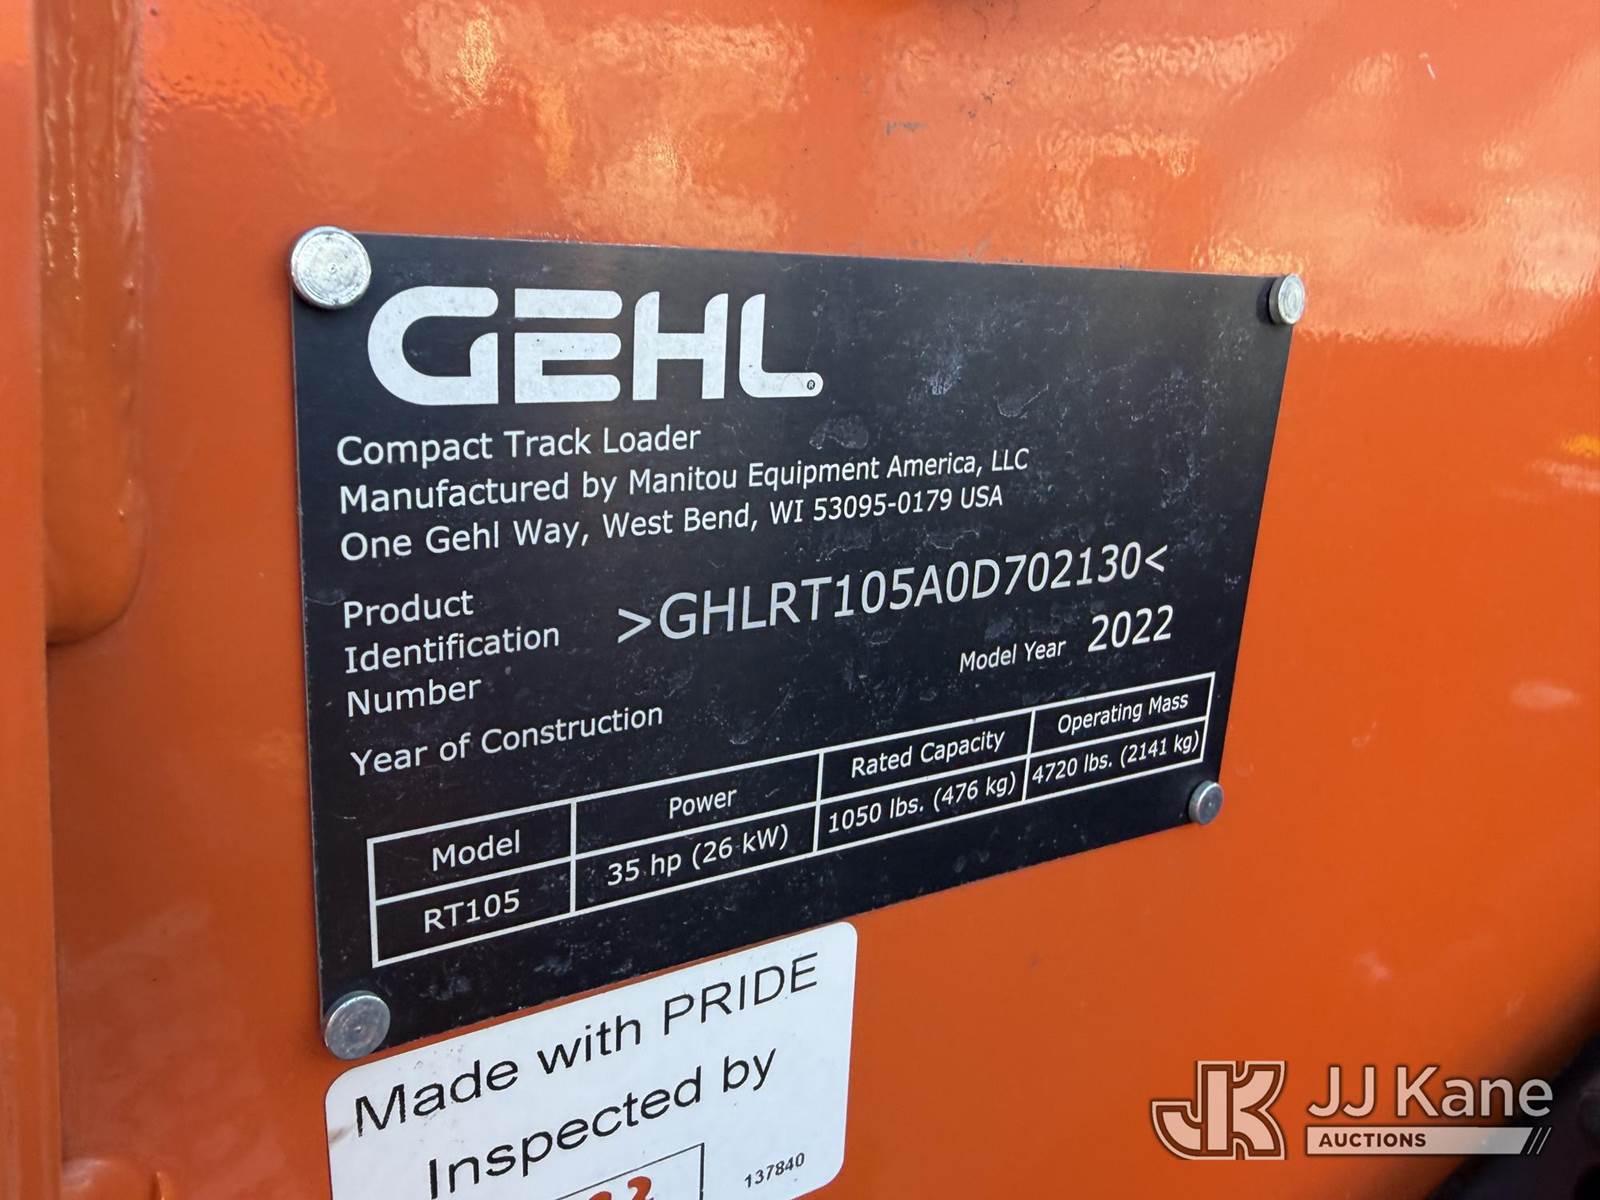 GEHL®
Compact Track Loader
Manufactured by Manitou Equipment America, LLC
One Gehl Way, West Bend, WI 53095-0179 USA
Product
Identification
Number
>GHLRT105A0D702130<
Model Year 2022
Year of Construction
Model Power Rated Capacity Operating Mass
RT105 35 hp (26 kW) 1050 lbs. (476 kg) 4720 lbs. (2141 kg)
Made with PRIDE
Inspected by
137840
JK JJ Kane
AUCTIONS